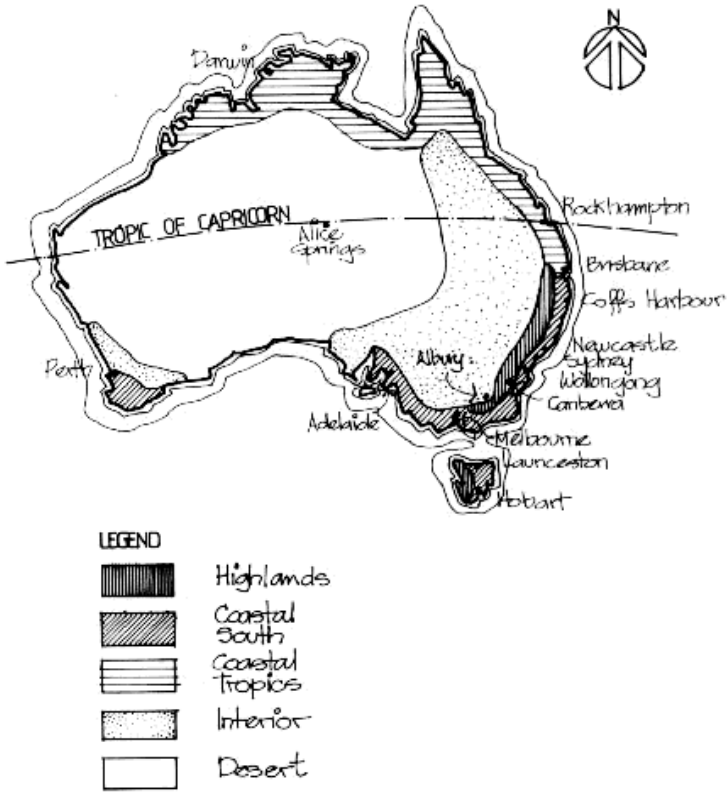 N
Darwin
TROPIC OF CAPRICORN
Alice
Springs
Rockhampton
Brisbane
Coffs Harbour
Newcastle
Sydney
Wollongong
Canberra
Albury
Perth
Adelaide
Melbourne
Launceston
Hobart
LEGEND
Highlands
Coastal
South
Coastal
Tropics
Interior
Desert